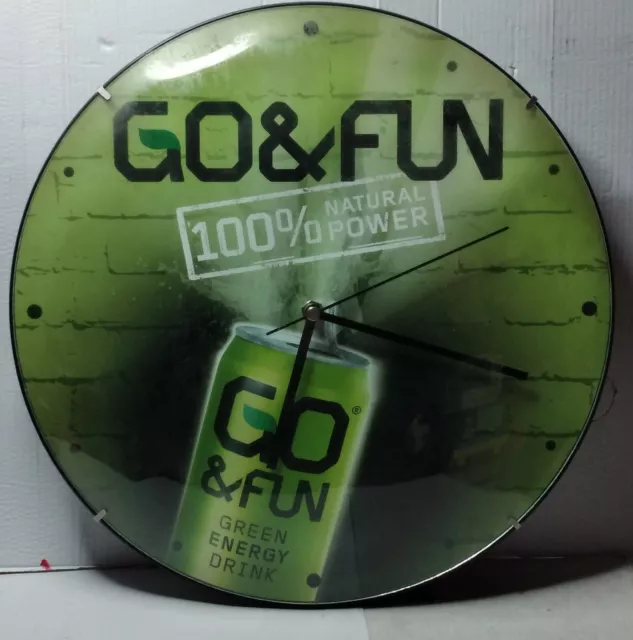 GO&FUN
100% NATURAL
POWER
GO®
&FUN
GREEN
ENERGY
DRINK